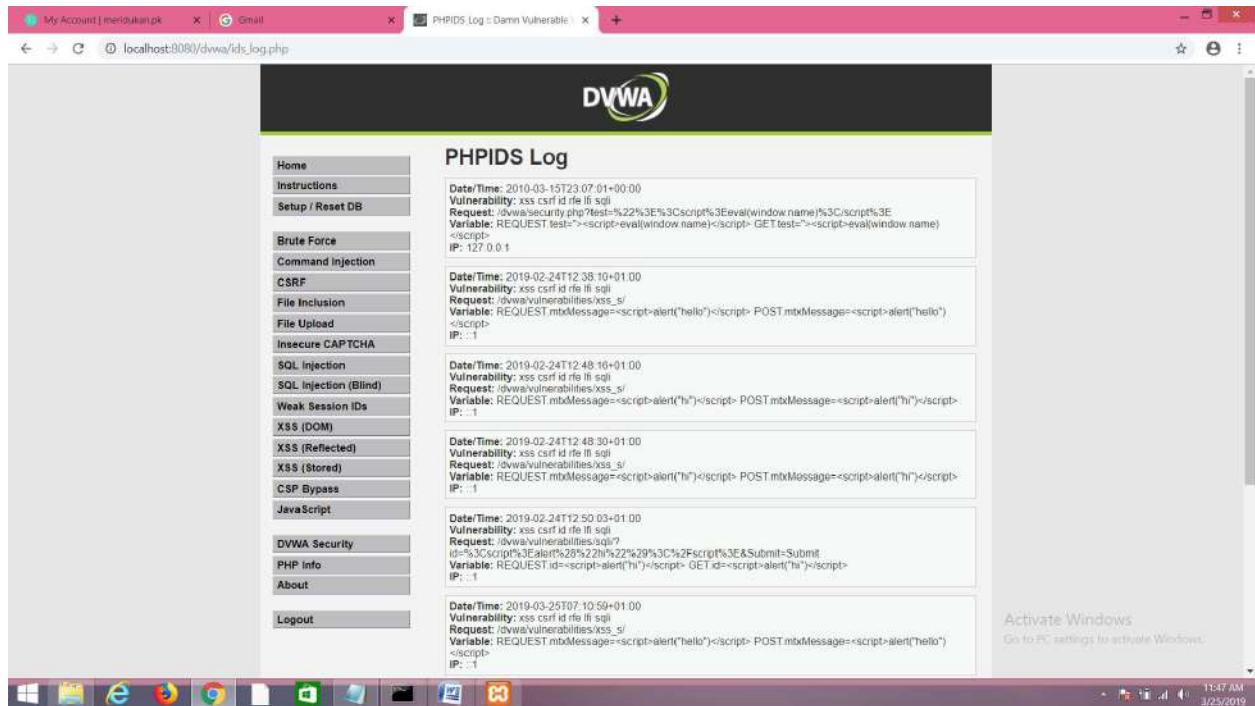 My Account | meridukan.pk
Gmail
PHPIDS Log :: Damn Vulnerable
localhost:8080/dvwa/ids_log.php
DVWA
Home
Instructions
Setup / Reset DB
Brute Force
Command Injection
CSRF
File Inclusion
File Upload
Insecure CAPTCHA
SQL Injection
SQL Injection (Blind)
Weak Session IDs
XSS (DOM)
XSS (Reflected)
XSS (Stored)
CSP Bypass
JavaScript
DVWA Security
PHP Info
About
Logout
PHPIDS Log
Date/Time: 2010-03-15T23:07:01+00:00
Vulnerability: xss csrf id rfe lfi sqli
Request: /dvwa/security.php?test=%22%3E%3Cscript%3Eeval(window.name)%3C/script%3E
Variable: REQUEST.test="><script>eval(window.name)</script> GET.test="><script>eval(window.name)
</script>
IP: 127.0.0.1
Date/Time: 2019-02-24T12:38:10+01:00
Vulnerability: xss csrf id rfe lfi sqli
Request: /dvwa/vulnerabilities/xss_s/
Variable: REQUEST.mtxMessage=<script>alert("hello")</script> POST.mtxMessage=<script>alert("hello")
</script>
IP: ::1
Date/Time: 2019-02-24T12:48:16+01:00
Vulnerability: xss csrf id rfe lfi sqli
Request: /dvwa/vulnerabilities/xss_s/
Variable: REQUEST.mtxMessage=<script>alert("hi")</script> POST.mtxMessage=<script>alert("hi")</script>
IP: ::1
Date/Time: 2019-02-24T12:48:30+01:00
Vulnerability: xss csrf id rfe lfi sqli
Request: /dvwa/vulnerabilities/xss_s/
Variable: REQUEST.mtxMessage=<script>alert("hi")</script> POST.mtxMessage=<script>alert("hi")</script>
IP: ::1
Date/Time: 2019-02-24T12:50:03+01:00
Vulnerability: xss csrf id rfe lfi sqli
Request: /dvwa/vulnerabilities/sqli/?
id=%3Cscript%3Ealert%28%22hi%22%29%3C%2Fscript%3E&Submit=Submit
Variable: REQUEST.id=<script>alert("hi")</script> GET.id=<script>alert("hi")</script>
IP: ::1
Date/Time: 2019-03-25T07:10:59+01:00
Vulnerability: xss csrf id rfe lfi sqli
Request: /dvwa/vulnerabilities/xss_s/
Variable: REQUEST.mtxMessage=<script>alert("hello")</script> POST.mtxMessage=<script>alert("hello")
</script>
IP: ::1
Activate Windows
Go to PC settings to activate Windows.
11:47 AM
3/25/2019